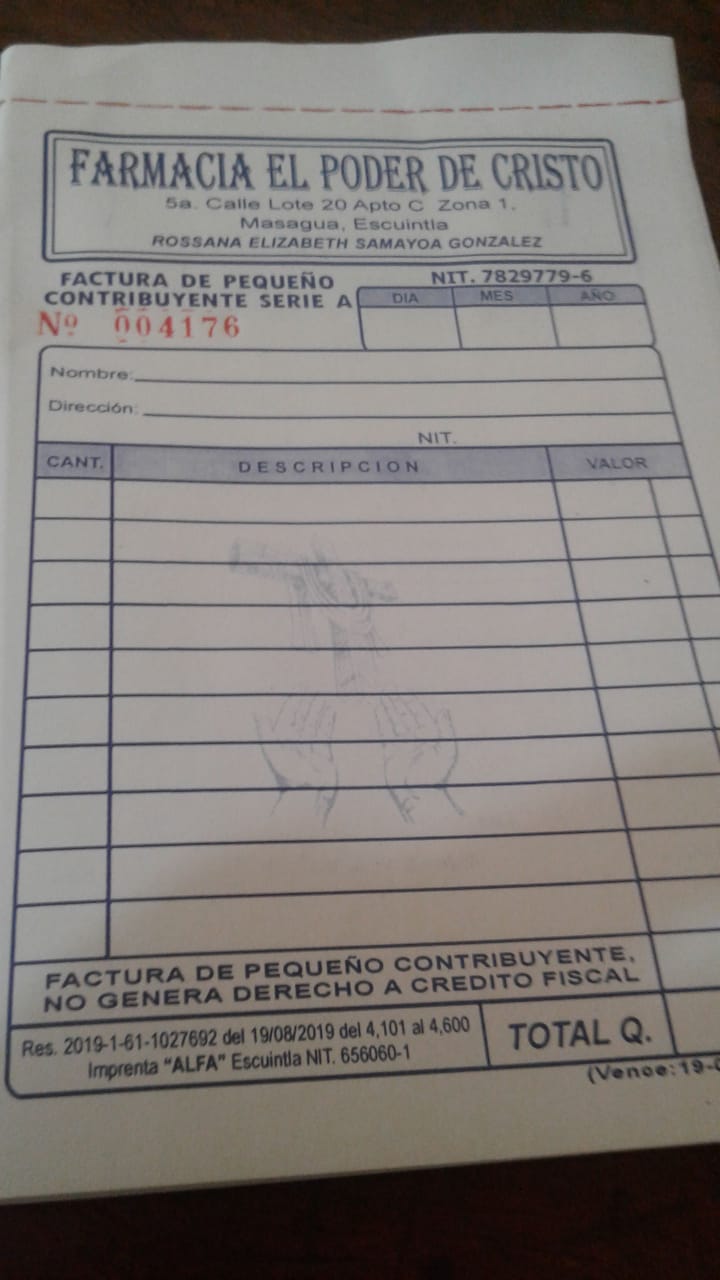 FARMACIA EL PODER DE CRISTO
5a. Calle Lote 20 Apto C Zona 1,
Masagua, Escuintla
ROSSANA ELIZABETH SAMAYOA GONZALEZ
FACTURA DE PEQUEÑO
CONTRIBUYENTE SERIE A
Nº 004176
NIT. 7829779-6
DIA MES AÑO
Nombre:
Dirección:
NIT.
CANT. DESCRIPCION VALOR
FACTURA DE PEQUEÑO CONTRIBUYENTE,
NO GENERA DERECHO A CREDITO FISCAL
Res. 2019-1-61-1027692 del 19/08/2019 del 4,101 al 4,600
Imprenta “ALFA” Escuintla NIT. 656060-1
TOTAL Q.
(Vence: 19-